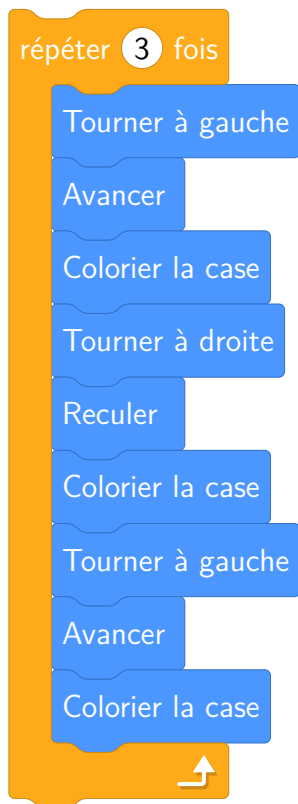 répéter 3 fois
Tourner à gauche
Avancer
Colorier la case
Tourner à droite
Reculer
Colorier la case
Tourner à gauche
Avancer
Colorier la case